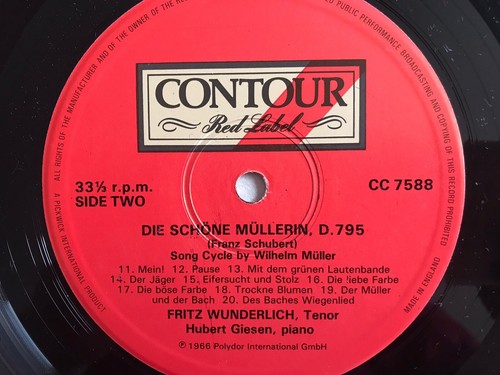 ALL RIGHTS OF THE MANUFACTURER AND OF THE OWNER OF THE
PUBLIC PERFORMANCE BROADCASTING AND COPYING OF THIS RECORD PROHIBITED
CONTOUR
Red Label
33⅓ r.p.m.
SIDE TWO
CC 7588
DIE SCHÖNE MÜLLERIN, D.795
(Franz Schubert)
Song Cycle by Wilhelm Müller
11. Mein! 12. Pause 13. Mit dem grünen Lautenbande
14. Der Jäger 15. Eifersucht und Stolz 16. Die liebe Farbe
17. Die böse Farbe 18. Trockne Blumen 19. Der Müller
und der Bach 20. Des Baches Wiegenlied
FRITZ WUNDERLICH, Tenor
Hubert Giesen, piano
℗ 1966 Polydor International GmbH
A PICKWICK INTERNATIONAL PRODUCT
MADE IN ENGLAND